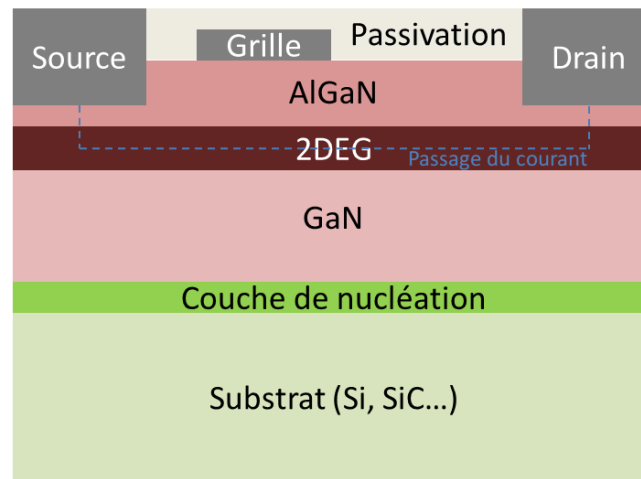 Source
Grille
Passivation
Drain
AlGaN
2DEG
Passage du courant
GaN
Couche de nucléation
Substrat (Si, SiC...)